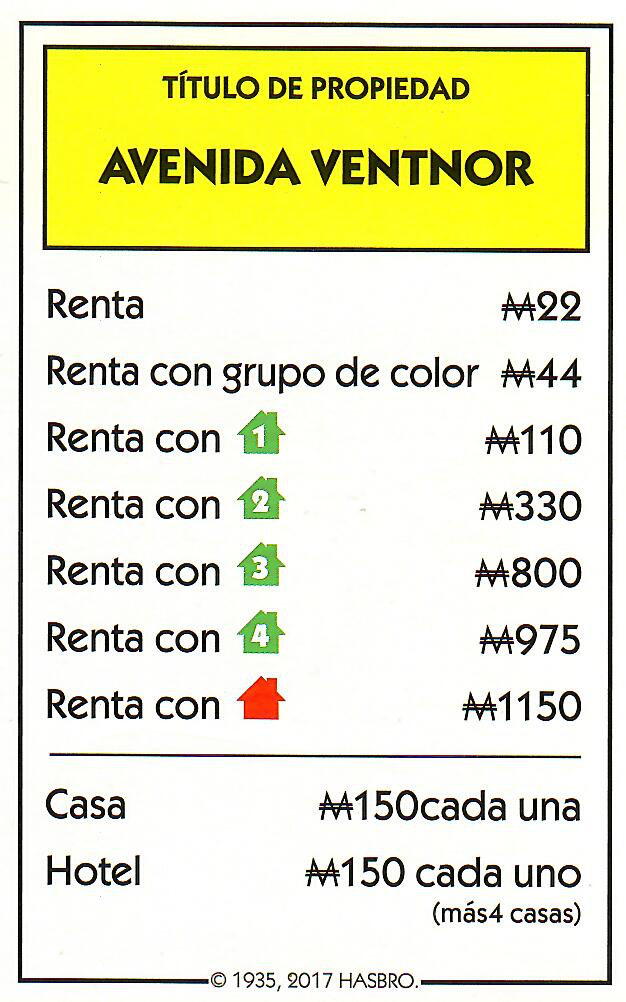 TÍTULO DE PROPIEDAD
AVENIDA VENTNOR
Renta ₩22
Renta con grupo de color ₩44
Renta con 1 ₩110
Renta con 2 ₩330
Renta con 3 ₩800
Renta con 4 ₩975
Renta con ₩1150
Casa ₩150cada una
Hotel ₩150 cada uno
(más4 casas)
© 1935, 2017 HASBRO.